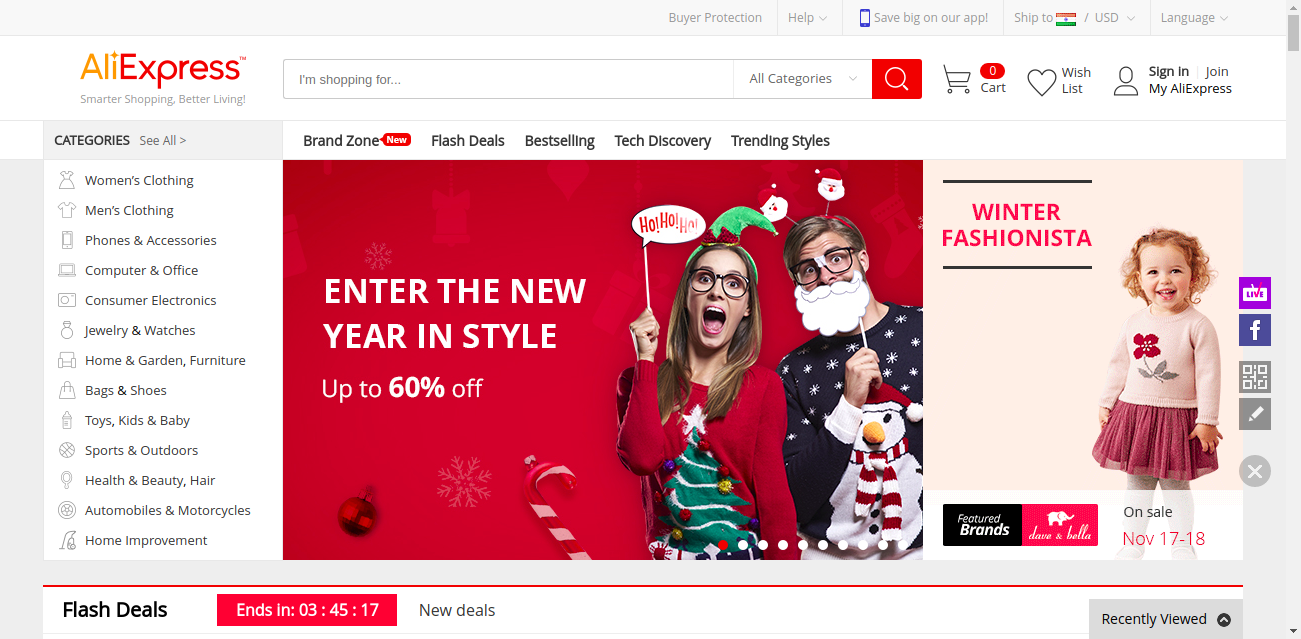 Buyer Protection
Help
Save big on our app!
Ship to / USD
Language
AliExpress™
Smarter Shopping, Better Living!
I'm shopping for...
All Categories
0
Cart
Wish
List
Sign in | Join
My AliExpress
CATEGORIES See All >
Brand Zone New
Flash Deals
Bestselling
Tech Discovery
Trending Styles
Women's Clothing
Men's Clothing
Phones & Accessories
Computer & Office
Consumer Electronics
Jewelry & Watches
Home & Garden, Furniture
Bags & Shoes
Toys, Kids & Baby
Sports & Outdoors
Health & Beauty, Hair
Automobiles & Motorcycles
Home Improvement
HO! HO! HO!
ENTER THE NEW
YEAR IN STYLE
Up to 60% off
WINTER
FASHIONISTA
LIVE
f
Featured
Brands
dave & bella
On sale
Nov 17-18
Flash Deals
Ends in: 03 : 45 : 17
New deals
Recently Viewed